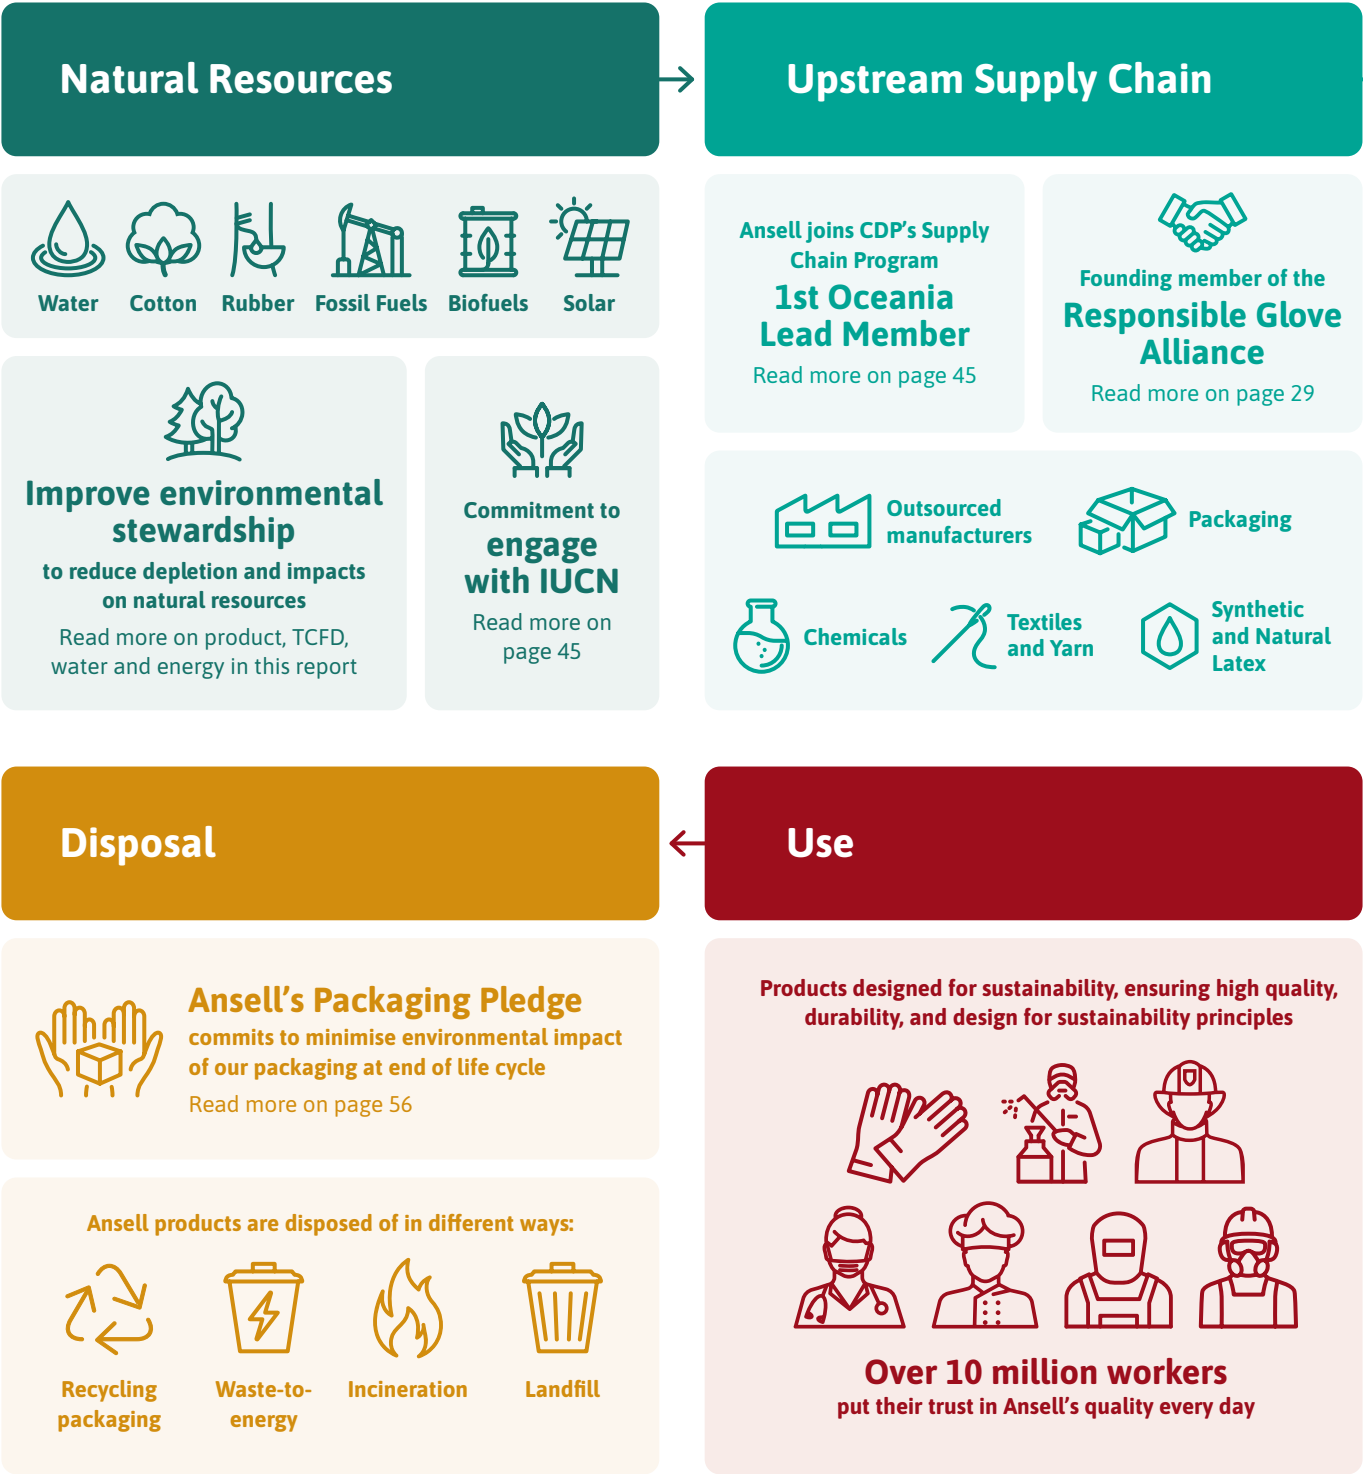 Natural Resources
Water
Cotton
Rubber
Fossil Fuels
Biofuels
Solar
Improve environmental
stewardship
to reduce depletion and impacts
on natural resources
Read more on product, TCFD,
water and energy in this report
Commitment to
engage
with IUCN
Read more on
page 45
Upstream Supply Chain
Ansell joins CDP’s Supply
Chain Program
1st Oceania
Lead Member
Read more on page 45
Founding member of the
Responsible Glove
Alliance
Read more on page 29
Outsourced
manufacturers
Packaging
Chemicals
Textiles
and Yarn
Synthetic
and Natural
Latex
Disposal
Ansell’s Packaging Pledge
commits to minimise environmental impact
of our packaging at end of life cycle
Read more on page 56
Ansell products are disposed of in different ways:
Recycling
packaging
Waste-to-
energy
Incineration
Landfill
Use
Products designed for sustainability, ensuring high quality,
durability, and design for sustainability principles
Over 10 million workers
put their trust in Ansell’s quality every day